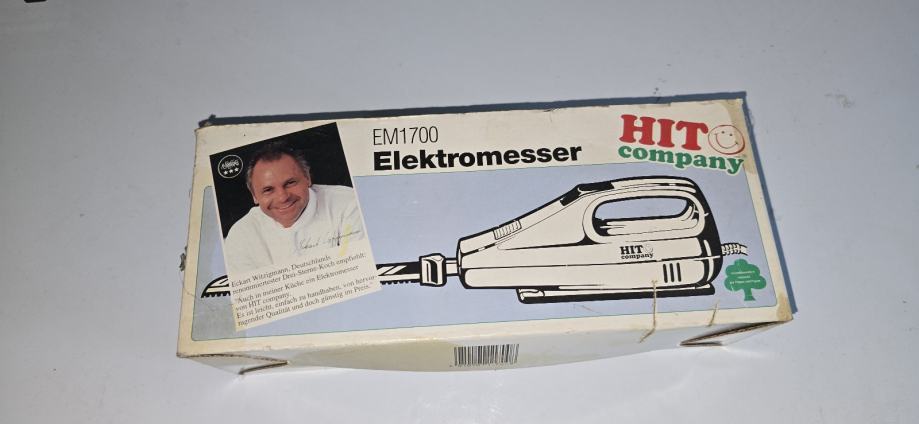 EM1700
Elektromesser
HIT
company
HIT
company
Eckart Witzigmann, Deutschlands
renommiertester Drei-Sterne-Koch empfiehlt:
"Auch in meiner Küche ein Elektromesser
von HIT company.
Es ist leicht, einfach zu handhaben, von hervor-
ragender Qualität und doch günstig im Preis."